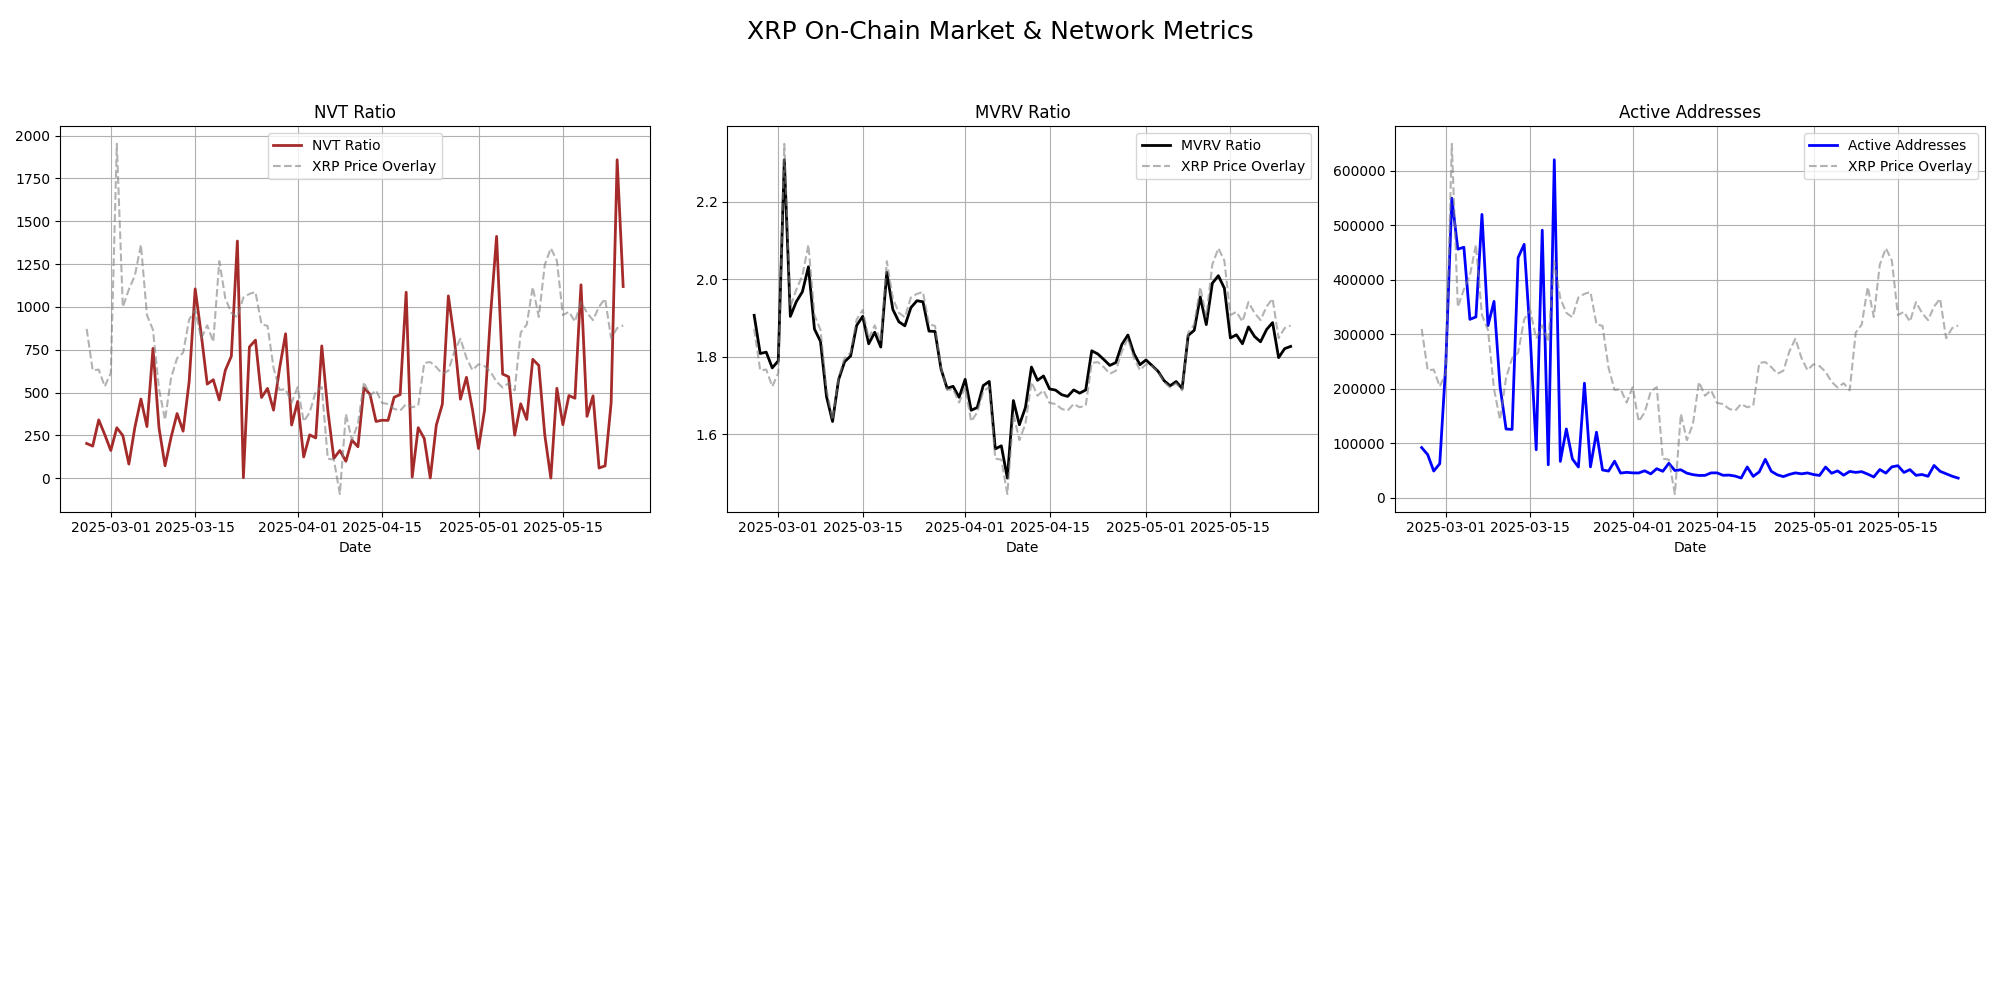 XRP On-Chain Market & Network Metrics
NVT Ratio
2000
1750
1500
1250
1000
750
500
250
0
NVT Ratio
XRP Price Overlay
2025-03-01 2025-03-15 2025-04-01 2025-04-15 2025-05-01 2025-05-15
Date
MVRV Ratio
2.2
2.0
1.8
1.6
MVRV Ratio
XRP Price Overlay
2025-03-01 2025-03-15 2025-04-01 2025-04-15 2025-05-01 2025-05-15
Date
Active Addresses
600000
500000
400000
300000
200000
100000
0
Active Addresses
XRP Price Overlay
2025-03-01 2025-03-15 2025-04-01 2025-04-15 2025-05-01 2025-05-15
Date